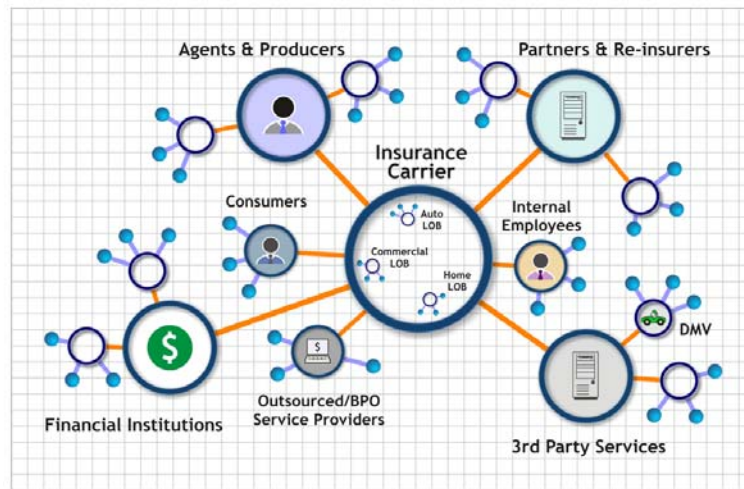 Agents & Producers
Partners & Re-insurers
Insurance
Carrier
Consumers
Auto
LOB
Internal
Employees
Commercial
LOB
Home
LOB
DMV
$
$
Financial Institutions
Outsourced/BPO
Service Providers
3rd Party Services